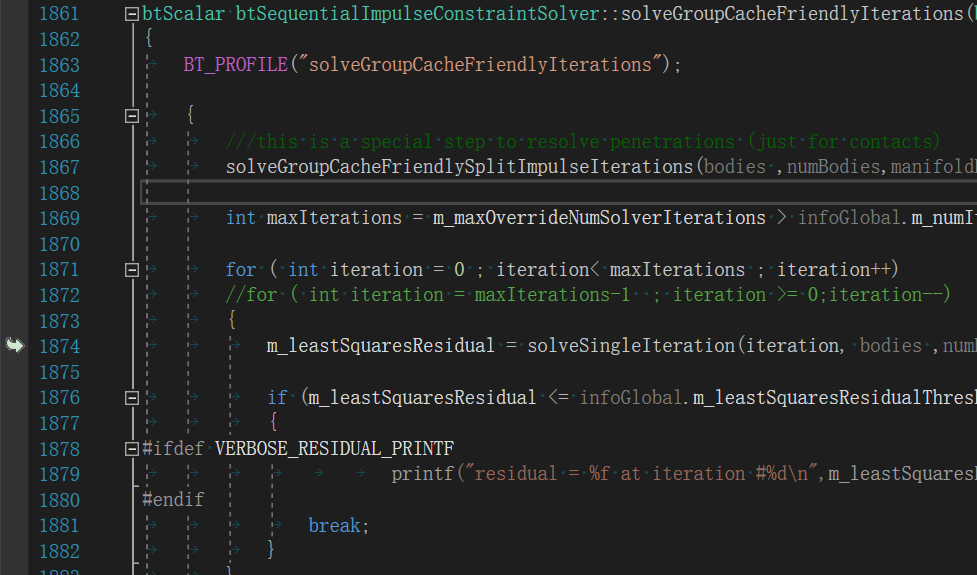 1861 btScalar btSequentialImpulseConstraintSolver::solveGroupCacheFriendlyIterations(
1862 {
1863 BT_PROFILE("solveGroupCacheFriendlyIterations");
1864
1865 {
1866 ///this is a special step to resolve penetrations (just for contacts)
1867 solveGroupCacheFriendlySplitImpulseIterations(bodies ,numBodies,manifold
1868
1869 int maxIterations = m_maxOverrideNumSolverIterations > infoGlobal.m_numI
1870
1871 for ( int iteration = 0 ; iteration< maxIterations ; iteration++)
1872 //for ( int iteration = maxIterations-1  ; iteration >= 0;iteration--)
1873 {
1874 m_leastSquaresResidual = solveSingleIteration(iteration, bodies ,num
1875
1876 if (m_leastSquaresResidual <= infoGlobal.m_leastSquaresResidualThres
1877 {
1878 #ifdef VERBOSE_RESIDUAL_PRINTF
1879 printf("residual = %f at iteration #%d\n",m_leastSquares
1880 #endif
1881 break;
1882 }
1883 }